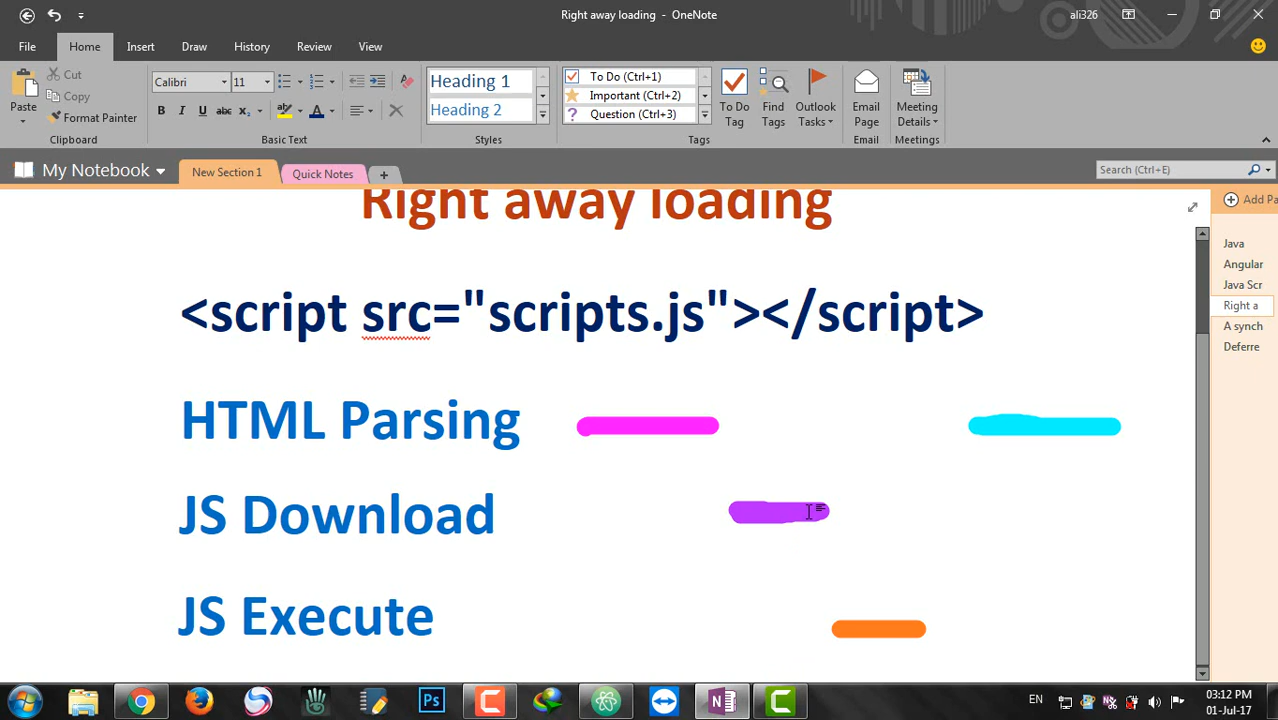 Right away loading - OneNote
ali326
File
Home
Insert
Draw
History
Review
View
Paste
Cut
Copy
Format Painter
Clipboard
Calibri
11
B I U abc x₂
A
Basic Text
Heading 1
Heading 2
Styles
To Do (Ctrl+1)
Important (Ctrl+2)
Question (Ctrl+3)
Tags
To Do
Tag
Find
Tags
Outlook
Tasks
Email
Page
Email
Meeting
Details
Meetings
My Notebook
New Section 1
Quick Notes
Search (Ctrl+E)
Add Pa
Java
Angular
Java Scr
Right a
A synch
Deferre
Right away loading
<script src="scripts.js"></script>
HTML Parsing
JS Download
JS Execute
Ps
EN
03:12 PM
01-Jul-17